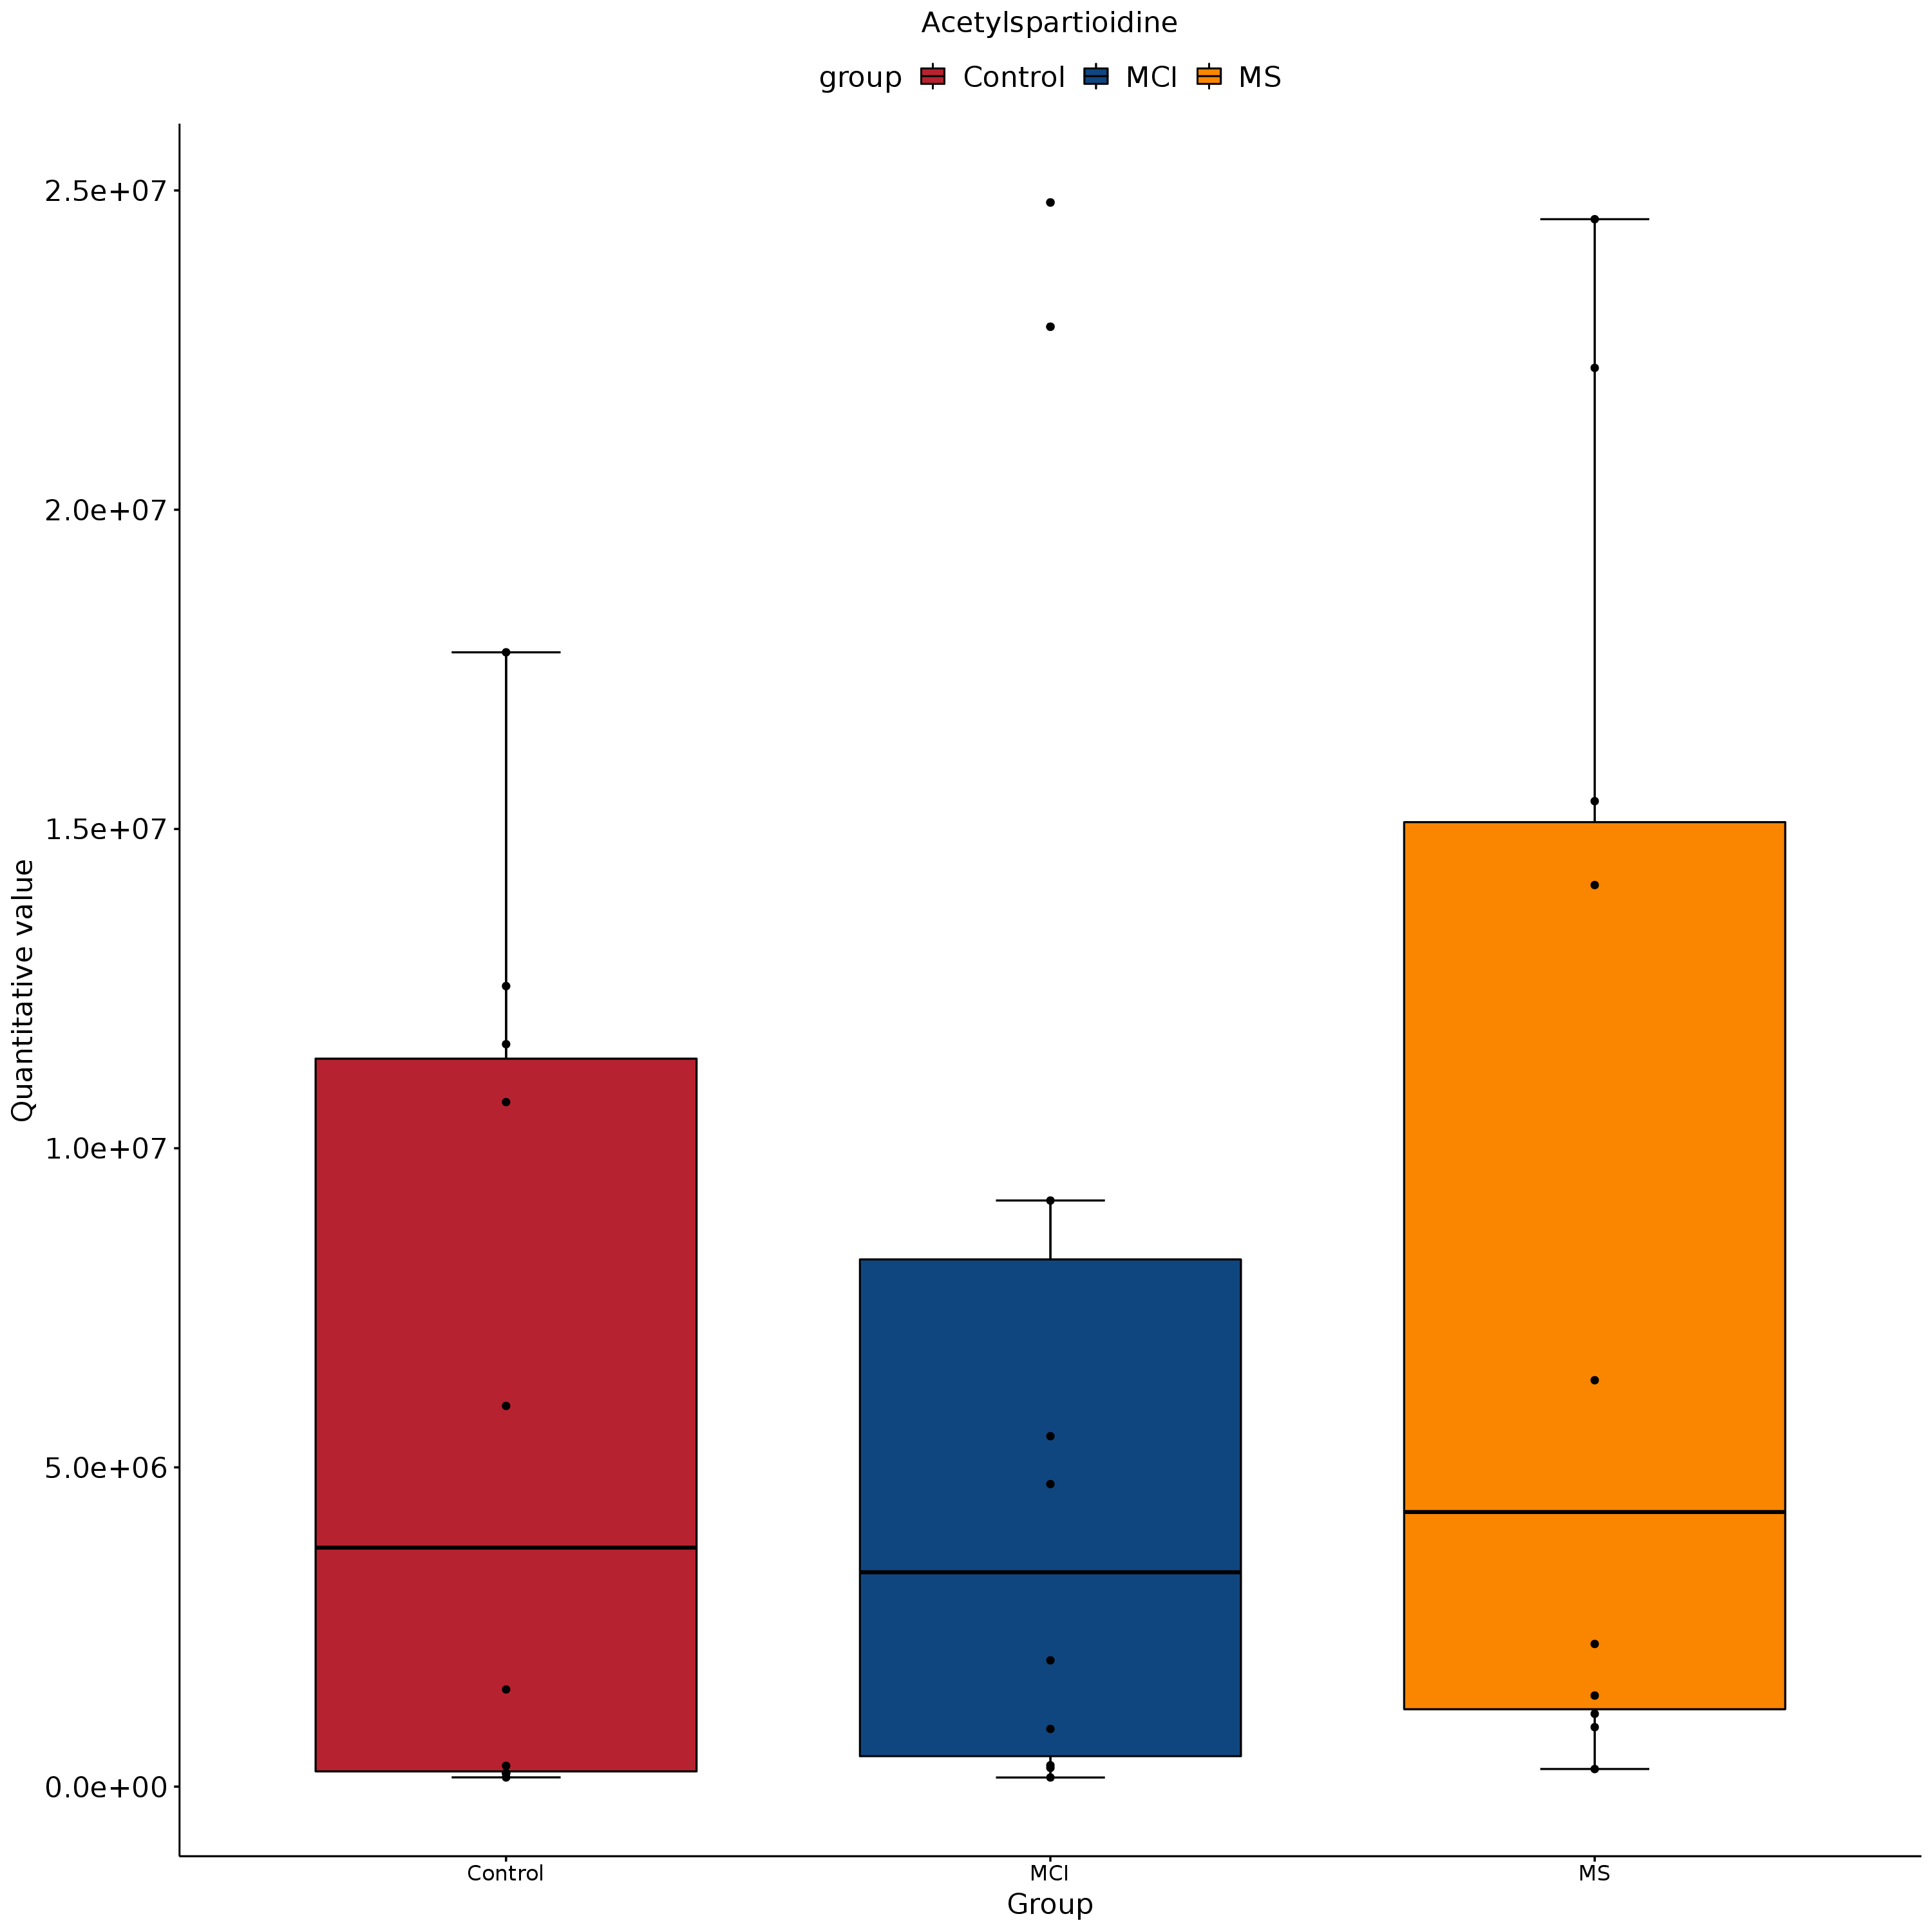 Acetylspartioidine
group Control MCI MS
2.5e+07
2.0e+07
1.5e+07
1.0e+07
5.0e+06
0.0e+00
Quantitative value
Control MCI MS
Group